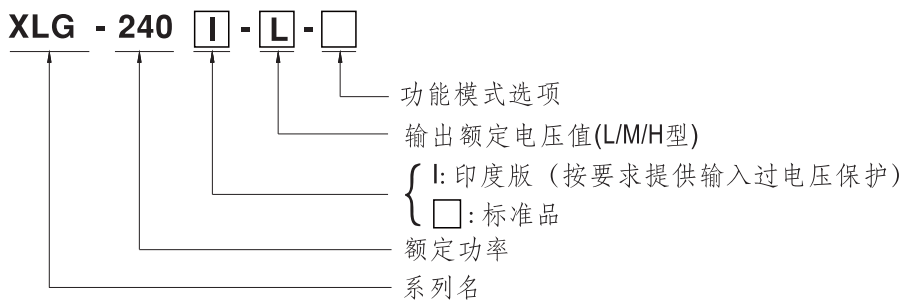 XLG - 240 I - L - □
功能模式选项
输出额定电压值(L/M/H型)
I: 印度版（按要求提供输入过电压保护）
□: 标准品
额定功率
系列名